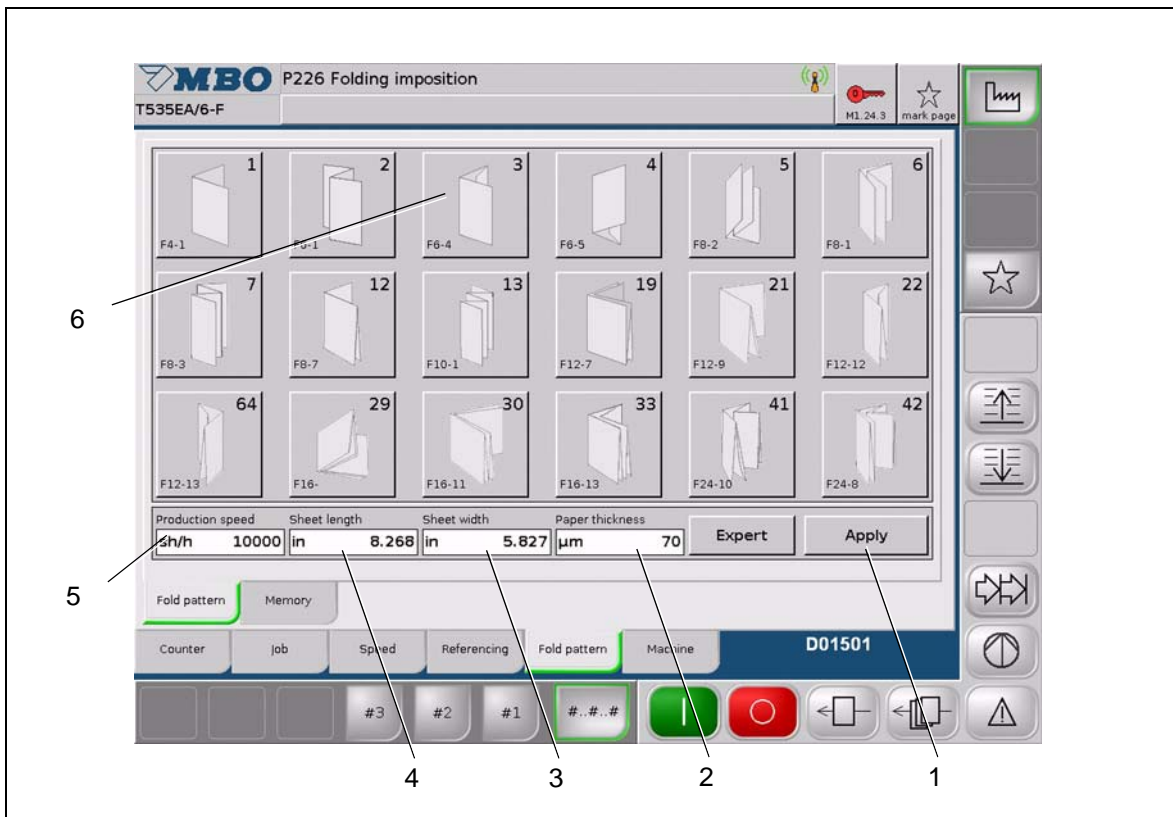 MBO P226 Folding imposition
T535EA/6-F
M1.24.3 mark page
1 2 3 4 5 6
F4-1 F6-1 F6-4 F6-5 F8-2 F8-1
7 12 13 19 21 22
F8-3 F8-7 F10-1 F12-7 F12-9 F12-12
64 29 30 33 41 42
F12-13 F16- F16-11 F16-13 F24-10 F24-8
Production speed Sheet length Sheet width Paper thickness
sh/h 10000 in 8.268 in 5.827 µm 70 Expert Apply
Fold pattern Memory
Counter Job Speed Referencing Fold pattern Machine D01501
#3 #2 #1 #..#..#
6
5
4 3 2 1